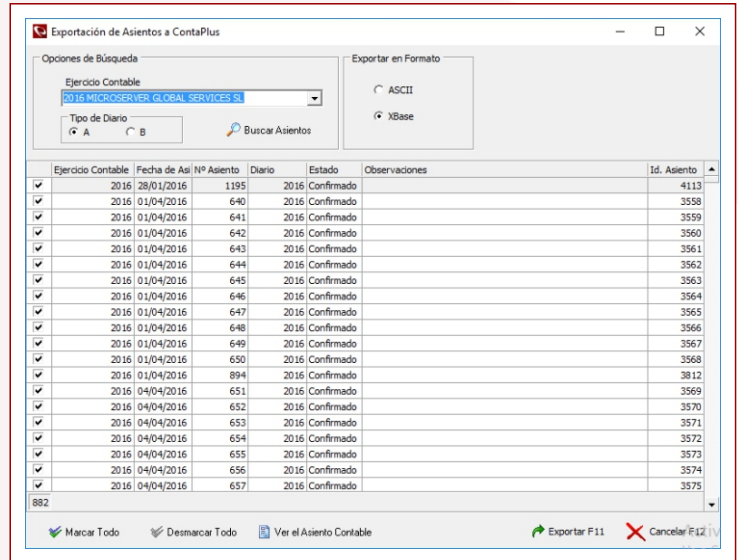 Exportación de Asientos a ContaPlus
Opciones de Búsqueda
Ejercicio Contable
2016 MICROSERVER GLOBAL SERVICES SL
Tipo de Diario
A B
Buscar Asientos
Exportar en Formato
ASCII
XBase
Ejercicio Contable Fecha de Asi Nº Asiento Diario Estado Observaciones Id. Asiento
2016 28/01/2016 1195 2016 Confirmado 4113
2016 01/04/2016 640 2016 Confirmado 3558
2016 01/04/2016 641 2016 Confirmado 3559
2016 01/04/2016 642 2016 Confirmado 3560
2016 01/04/2016 643 2016 Confirmado 3561
2016 01/04/2016 644 2016 Confirmado 3562
2016 01/04/2016 645 2016 Confirmado 3563
2016 01/04/2016 646 2016 Confirmado 3564
2016 01/04/2016 647 2016 Confirmado 3565
2016 01/04/2016 648 2016 Confirmado 3566
2016 01/04/2016 649 2016 Confirmado 3567
2016 01/04/2016 650 2016 Confirmado 3568
2016 01/04/2016 894 2016 Confirmado 3812
2016 04/04/2016 651 2016 Confirmado 3569
2016 04/04/2016 652 2016 Confirmado 3570
2016 04/04/2016 653 2016 Confirmado 3571
2016 04/04/2016 654 2016 Confirmado 3572
2016 04/04/2016 655 2016 Confirmado 3573
2016 04/04/2016 656 2016 Confirmado 3574
2016 04/04/2016 657 2016 Confirmado 3575
882
Marcar Todo Desmarcar Todo Ver el Asiento Contable Exportar F11 Cancelar F12